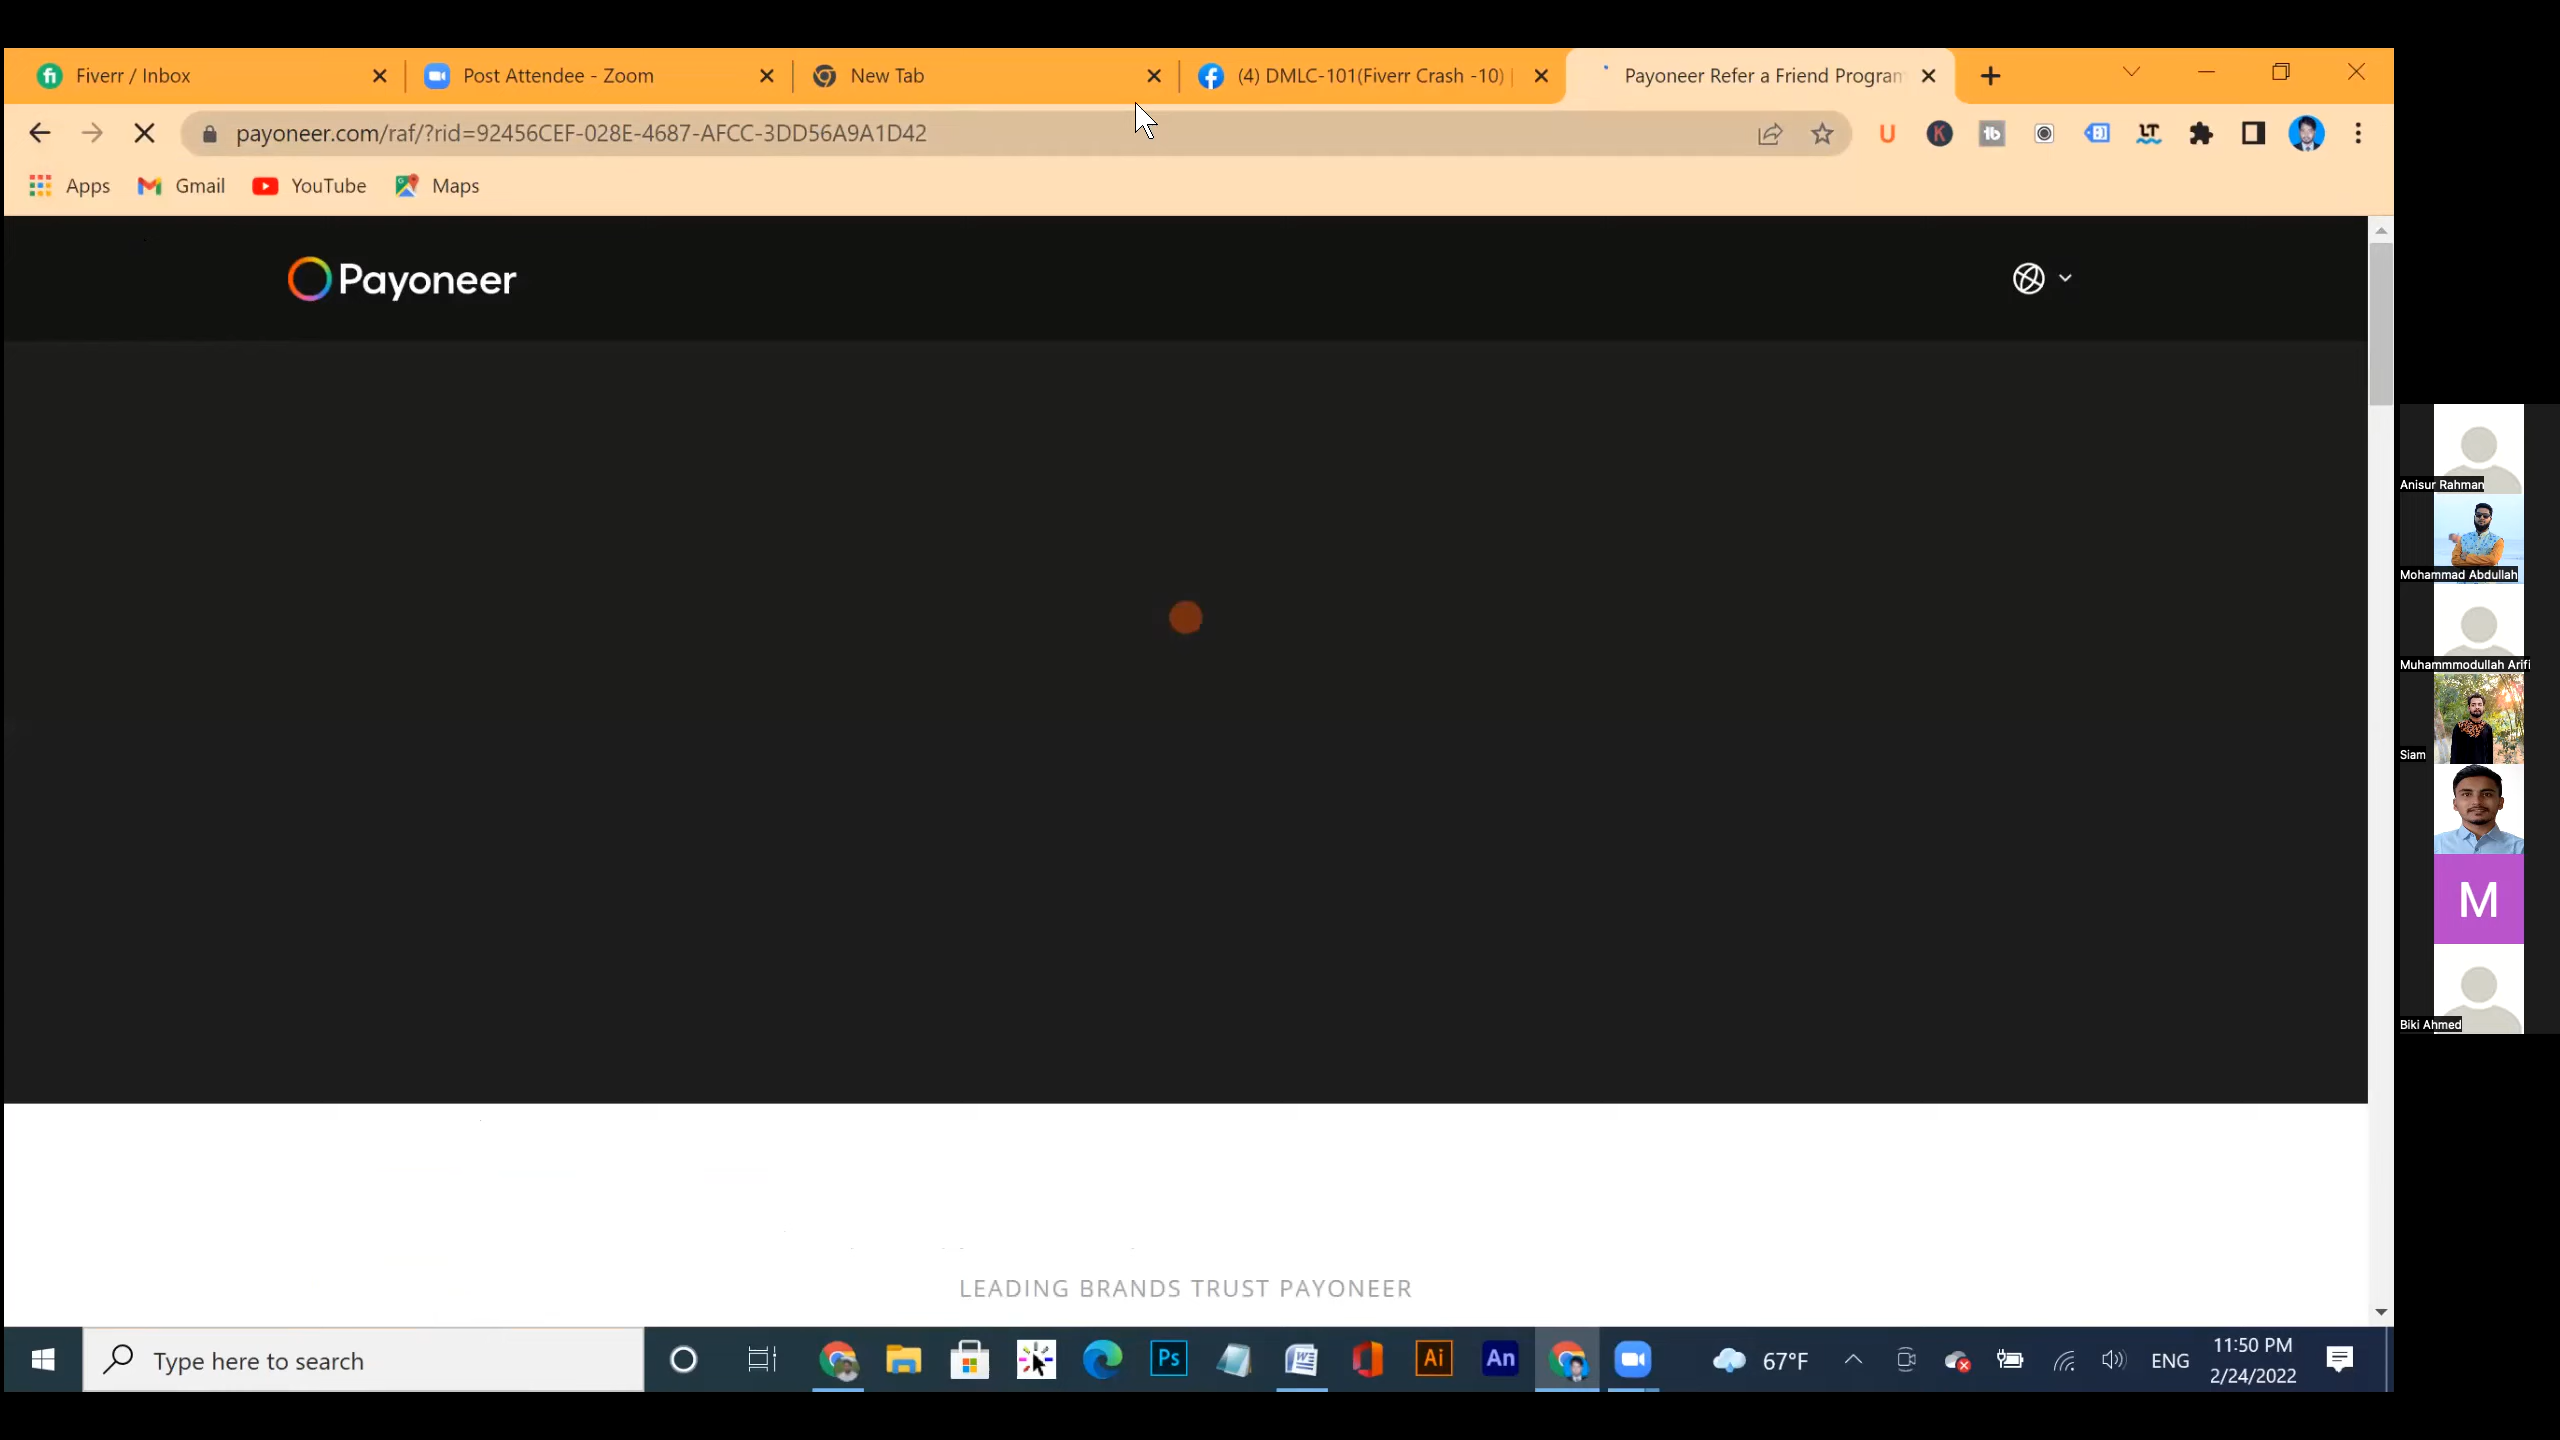 Fiverr / Inbox
Post Attendee - Zoom
New Tab
(4) DMLC-101(Fiverr Crash -10) |
Payoneer Refer a Friend Program
payoneer.com/raf/?rid=92456CEF-028E-4687-AFCC-3DD56A9A1D42
Apps
Gmail
YouTube
Maps
Payoneer
LEADING BRANDS TRUST PAYONEER
Anisur Rahman
Mohammad Abdullah
Muhammmodullah Arifi
Siam
M
Biki Ahmed
Type here to search
Ps
Ai
An
67°F
ENG
11:50 PM
2/24/2022